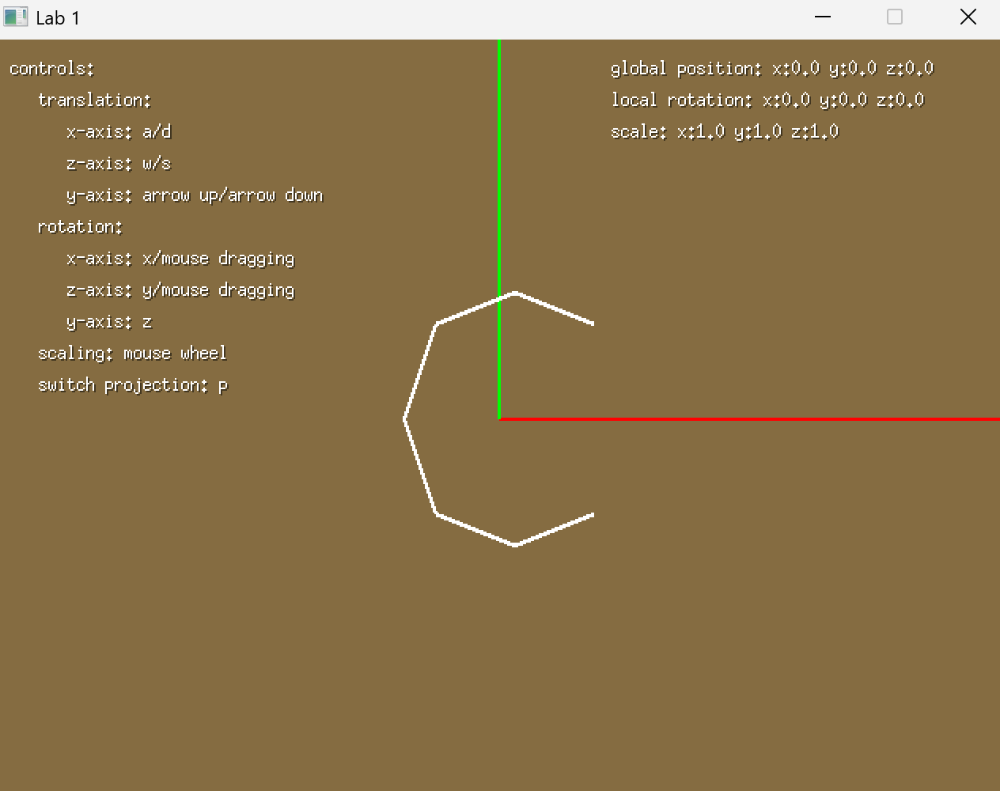 Lab 1
controls:
translation:
x-axis: a/d
z-axis: w/s
y-axis: arrow up/arrow down
rotation:
x-axis: x/mouse dragging
z-axis: y/mouse dragging
y-axis: z
scaling: mouse wheel
switch projection: p
global position: x:0.0 y:0.0 z:0.0
local rotation: x:0.0 y:0.0 z:0.0
scale: x:1.0 y:1.0 z:1.0